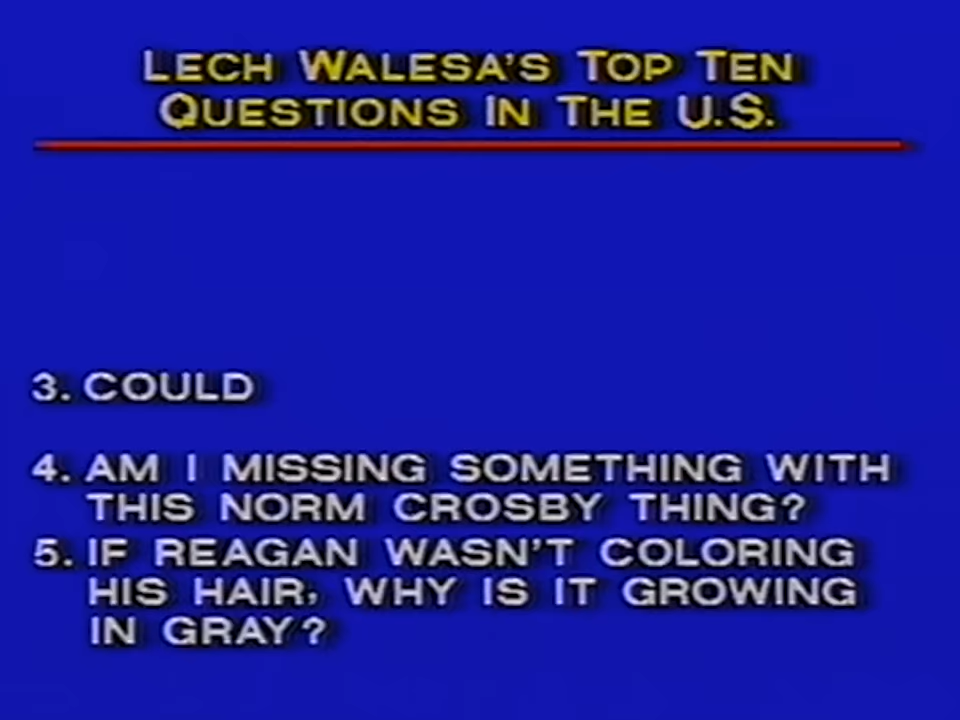 LECH WALESA'S TOP TEN
QUESTIONS IN THE U.S.
3. COULD
4. AM I MISSING SOMETHING WITH
THIS NORM CROSBY THING?
5. IF REAGAN WASN'T COLORING
HIS HAIR, WHY IS IT GROWING
IN GRAY?